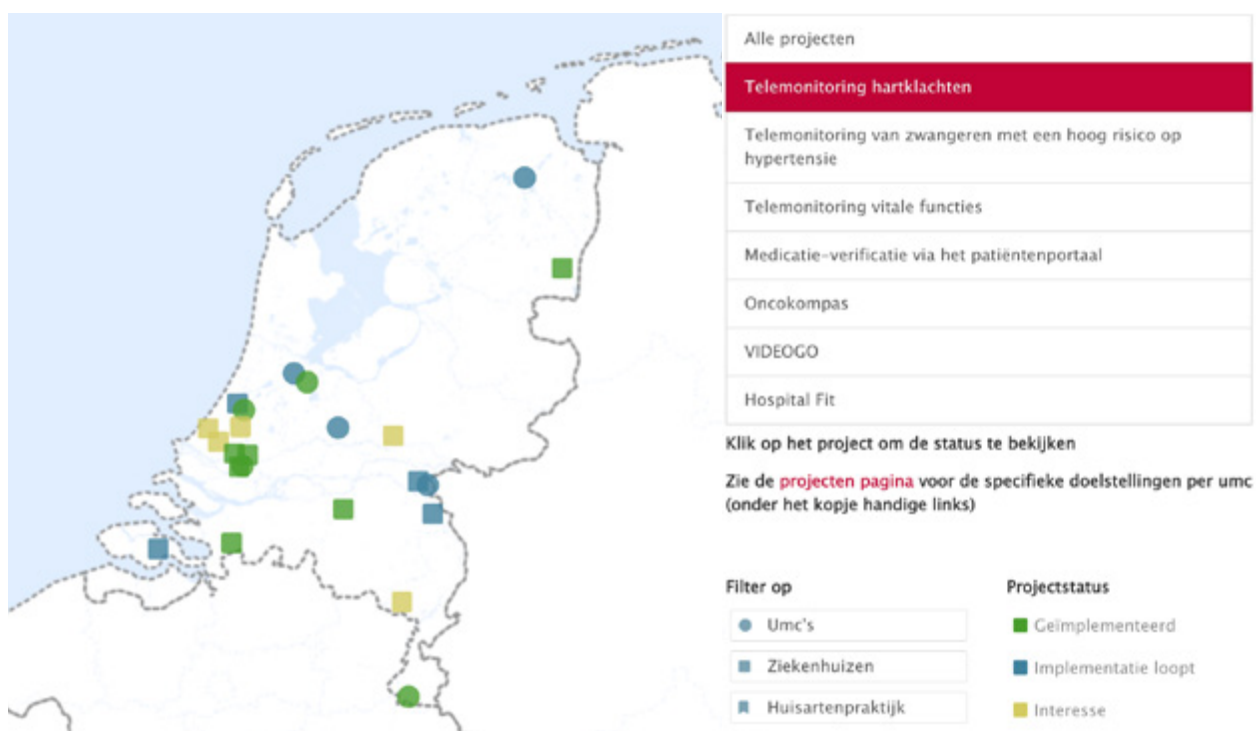 Alle projecten
Telemonitoring hartklachten
Telemonitoring van zwangeren met een hoog risico op
hypertensie
Telemonitoring vitale functies
Medicatie-verificatie via het patiëntenportaal
Oncokompas
VIDEOGO
Hospital Fit
Klik op het project om de status te bekijken
Zie de projecten pagina voor de specifieke doelstellingen per umc
(onder het kopje handige links)
Filter op
Umc's
Ziekenhuizen
Huisartenpraktijk
Projectstatus
Geïmplementeerd
Implementatie loopt
Interesse